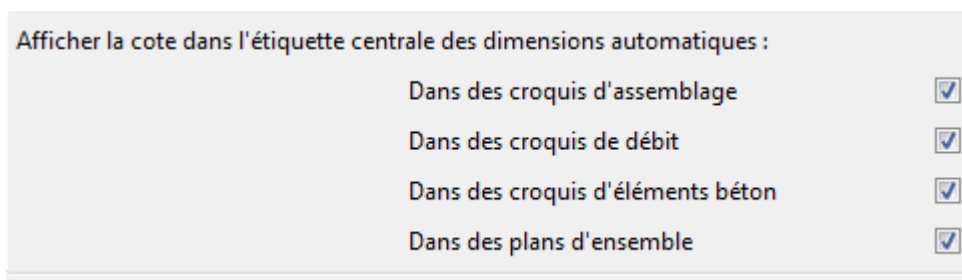 Afficher la cote dans l'étiquette centrale des dimensions automatiques :
Dans des croquis d'assemblage
Dans des croquis de débit
Dans des croquis d'éléments béton
Dans des plans d'ensemble